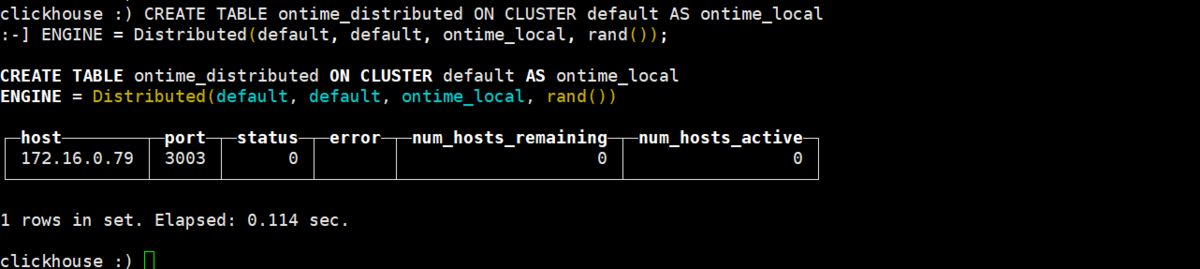 clickhouse :) CREATE TABLE ontime_distributed ON CLUSTER default AS ontime_local
:-] ENGINE = Distributed(default, default, ontime_local, rand());
CREATE TABLE ontime_distributed ON CLUSTER default AS ontime_local
ENGINE = Distributed(default, default, ontime_local, rand())
host port status error num_hosts_remaining num_hosts_active
172.16.0.79 3003 0 0 0
1 rows in set. Elapsed: 0.114 sec.
clickhouse :)